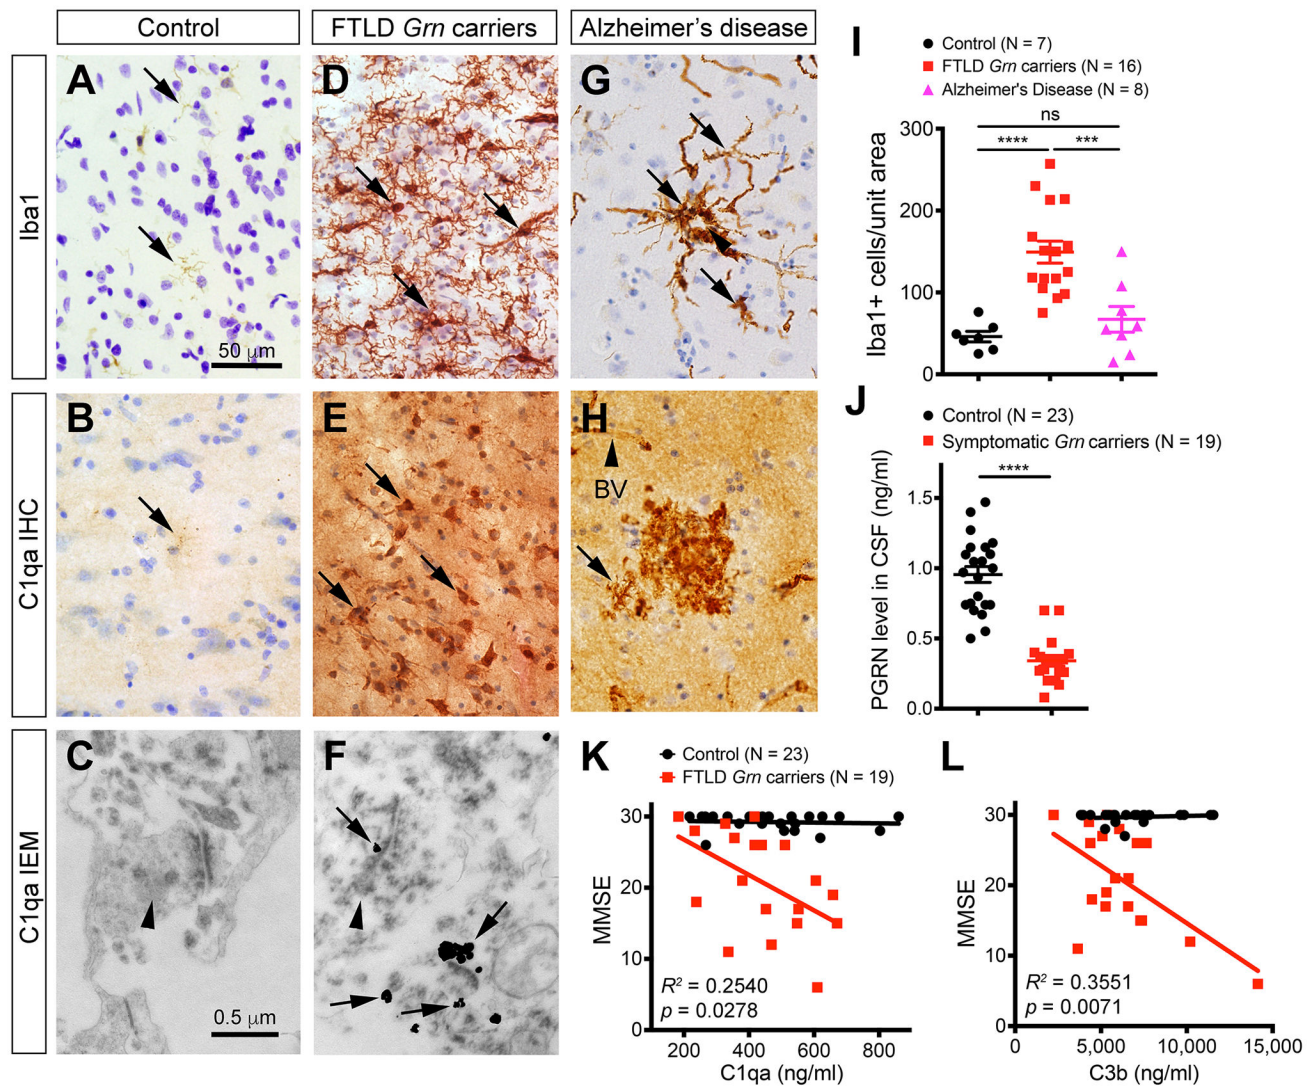 Control
FTLD Grn carriers
Alzheimer's disease
Iba1
A
50 µm
D
G
C1qa IHC
B
E
H
BV
C1qa IEM
C
0.5 µm
F
I
Control (N = 7)
FTLD Grn carriers (N = 16)
Alzheimer's Disease (N = 8)
ns
**** ***
Iba1+ cells/unit area
300
200
100
0
J
Control (N = 23)
Symptomatic Grn carriers (N = 19)
****
PGRN level in CSF (ng/ml)
1.5
1.0
0.5
0.0
K
Control (N = 23)
FTLD Grn carriers (N = 19)
MMSE
30
20
10
0
R² = 0.2540
p = 0.0278
200 400 600 800
C1qa (ng/ml)
L
MMSE
30
20
10
0
R² = 0.3551
p = 0.0071
0 5,000 10,000 15,000
C3b (ng/ml)